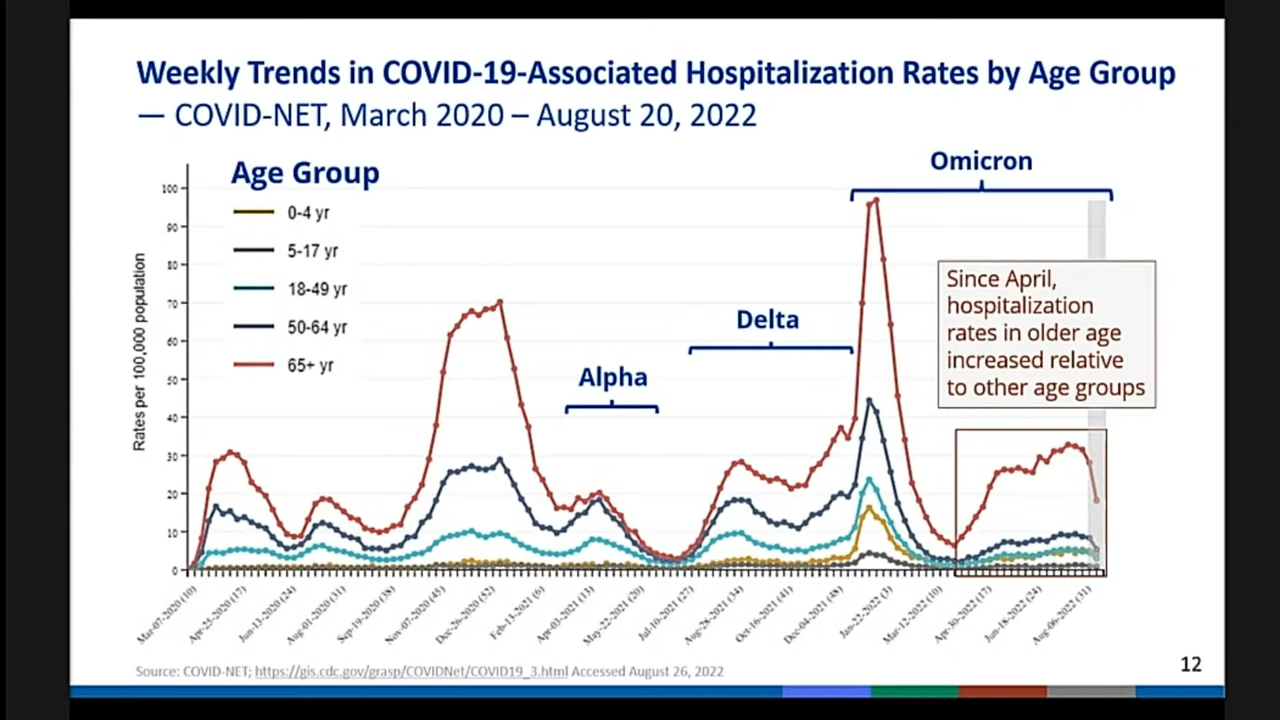 Weekly Trends in COVID-19-Associated Hospitalization Rates by Age Group
— COVID-NET, March 2020 – August 20, 2022
Age Group
0-4 yr
5-17 yr
18-49 yr
50-64 yr
65+ yr
Omicron
Delta
Alpha
Since April,
hospitalization
rates in older age
increased relative
to other age groups
Rates per 100,000 population
100
90
80
70
60
50
40
30
20
10
0
Mar-07-2020 (10)
Apr-25-2020 (17)
Jun-13-2020 (24)
Aug-01-2020 (31)
Sep-19-2020 (38)
Nov-07-2020 (45)
Dec-26-2020 (52)
Feb-13-2021 (6)
Apr-03-2021 (13)
May-22-2021 (20)
Jul-10-2021 (27)
Aug-28-2021 (34)
Oct-16-2021 (41)
Dec-04-2021 (48)
Jan-22-2022 (3)
Mar-12-2022 (10)
Apr-30-2022 (17)
Jun-18-2022 (24)
Aug-06-2022 (31)
Source: COVID-NET; https://gis.cdc.gov/grasp/COVIDNet/COVID19_3.html Accessed August 26, 2022
12